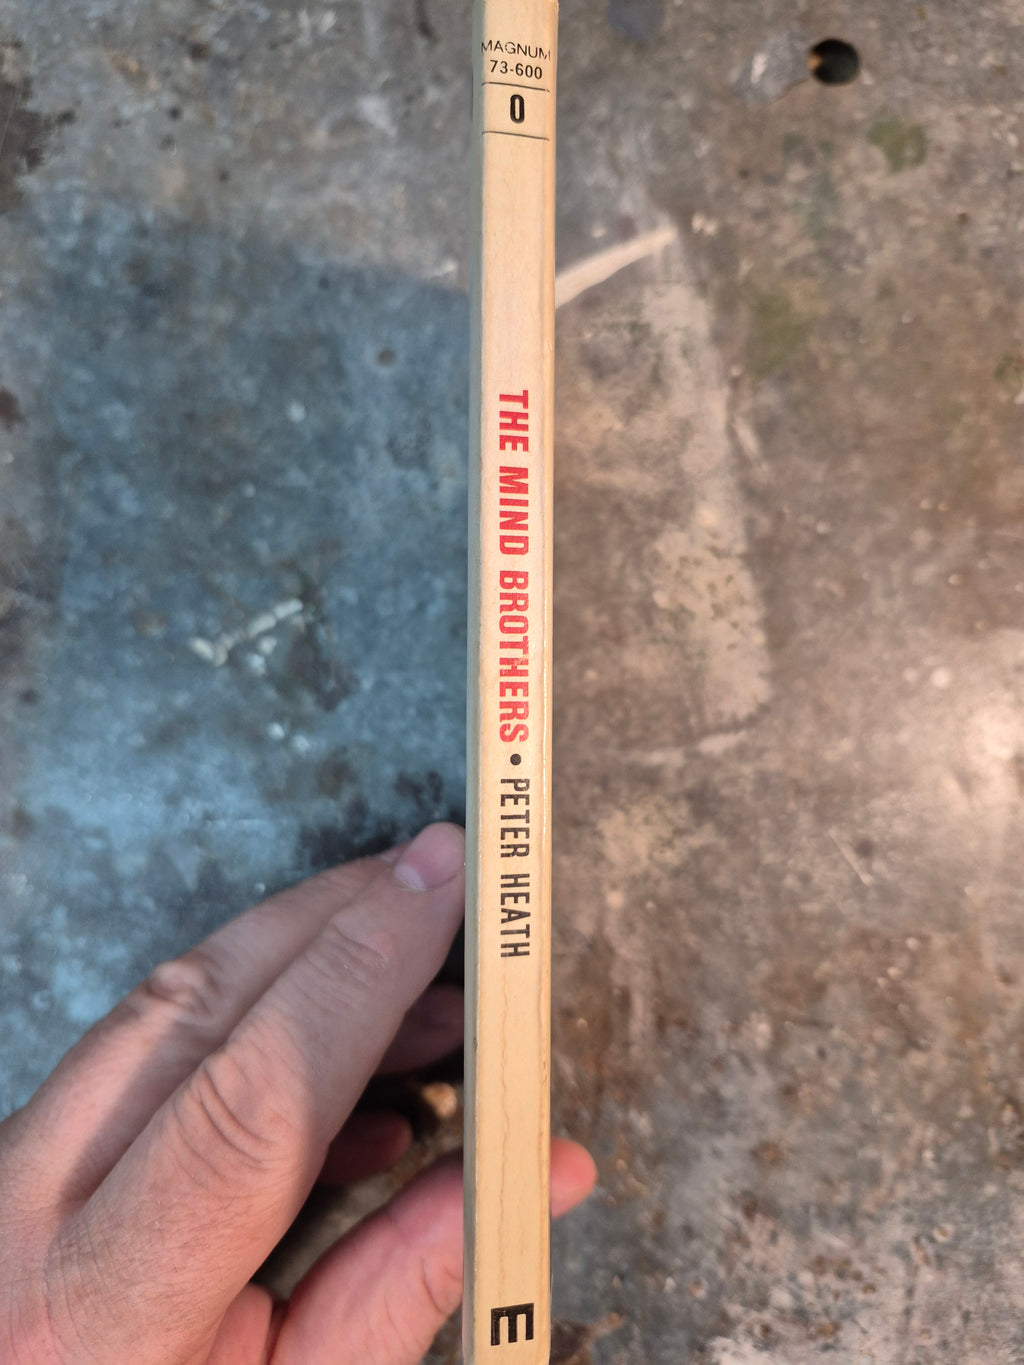 MAGNUM
73-600
0
THE MIND BROTHERS • PETER HEATH
m